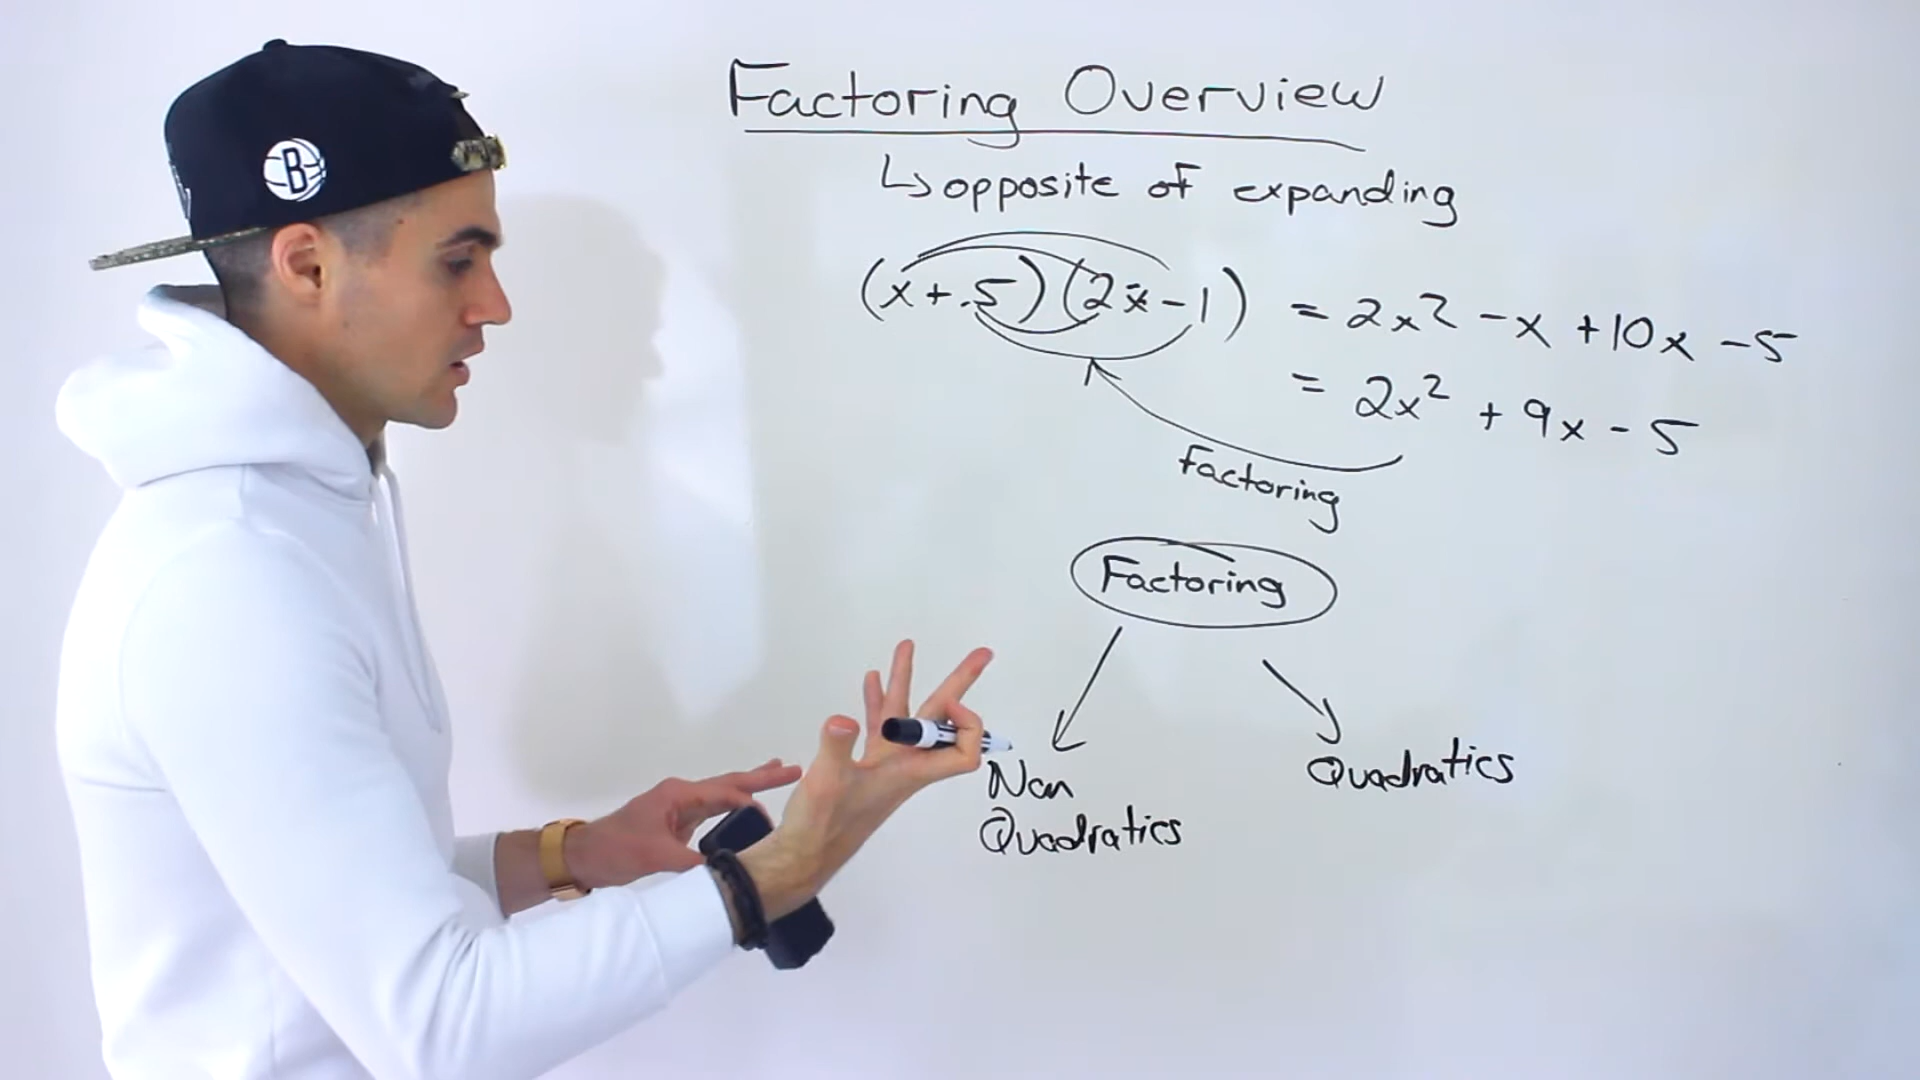 Factoring Overview
↳ opposite of expanding
(x + 5)(2x - 1) = 2x² - x + 10x - 5
= 2x² + 9x - 5
Factoring
Factoring
Non
Quadratics
Quadratics
B